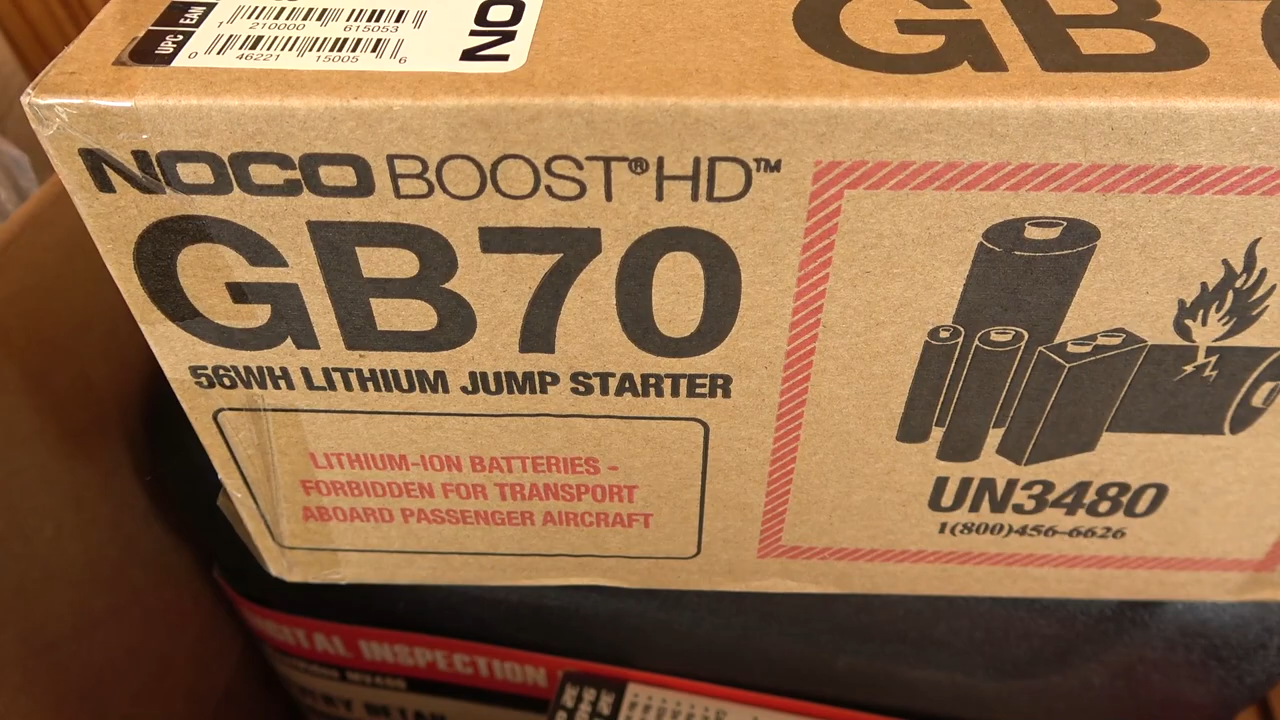 UPC EAN
1 210000 615053
0 46221 15005 6
NO
GB
NOCO BOOST® HD™
GB70
56WH LITHIUM JUMP STARTER
LITHIUM-ION BATTERIES -
FORBIDDEN FOR TRANSPORT
ABOARD PASSENGER AIRCRAFT
UN3480
1(800)456-6626
DIGITAL INSPECTION